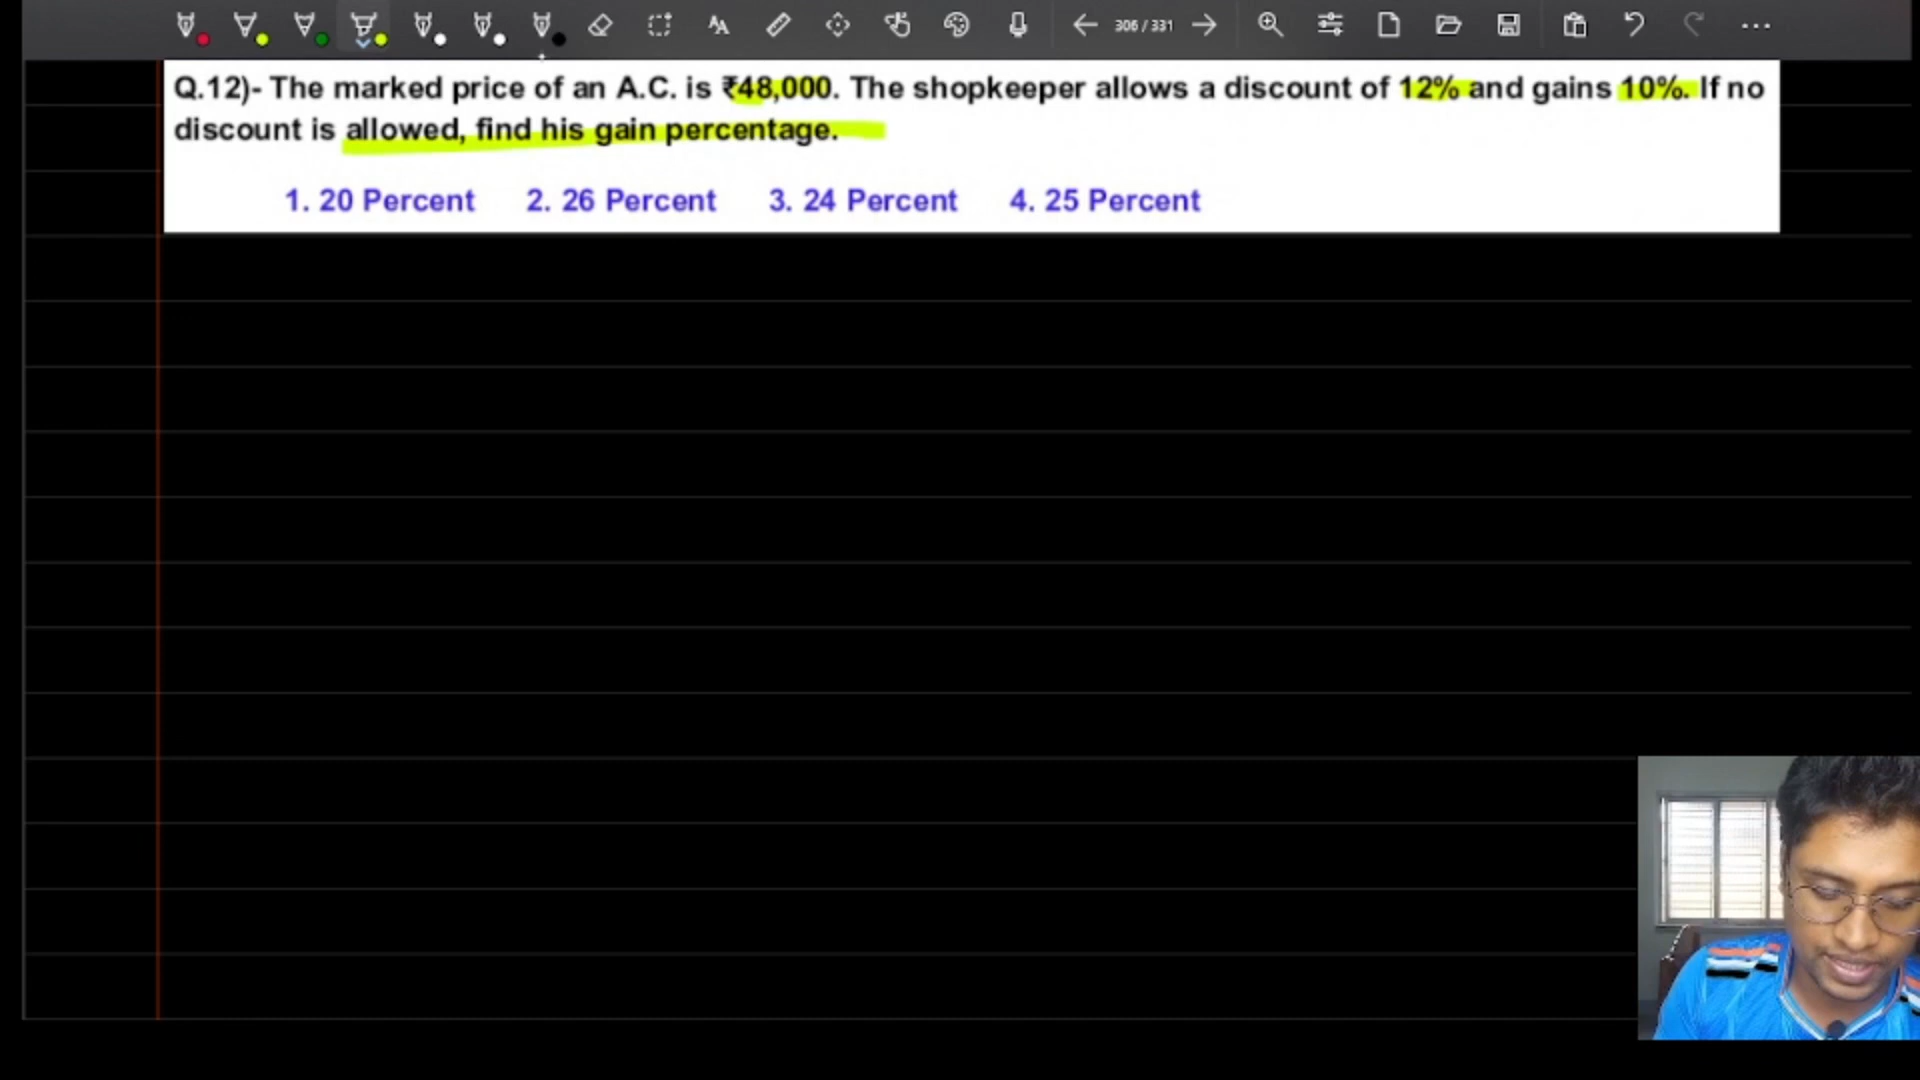 306 / 331
Q.12)- The marked price of an A.C. is ₹48,000. The shopkeeper allows a discount of 12% and gains 10%. If no
discount is allowed, find his gain percentage.
1. 20 Percent 2. 26 Percent 3. 24 Percent 4. 25 Percent